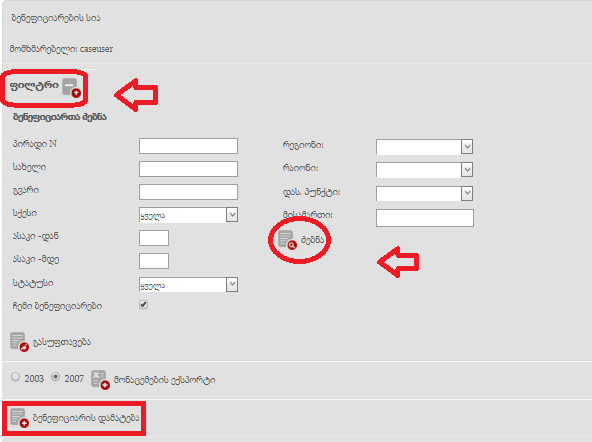 ბენეფიციარების სია
მომხმარებელი: caseuser
ფილტრი
ბენეფიციართა ძებნა
პირადი N
სახელი
გვარი
სქესი ყველა
ასაკი -დან
ასაკი -მდე
სტატუსი ყველა
ჩემი ბენეფიციარები
რეგიონი:
რაიონი:
დას. პუნქტი:
მისამართი:
ძებნა
გასუფთავება
2003 2007 მონაცემების ექსპორტი
ბენეფიციარის დამატება